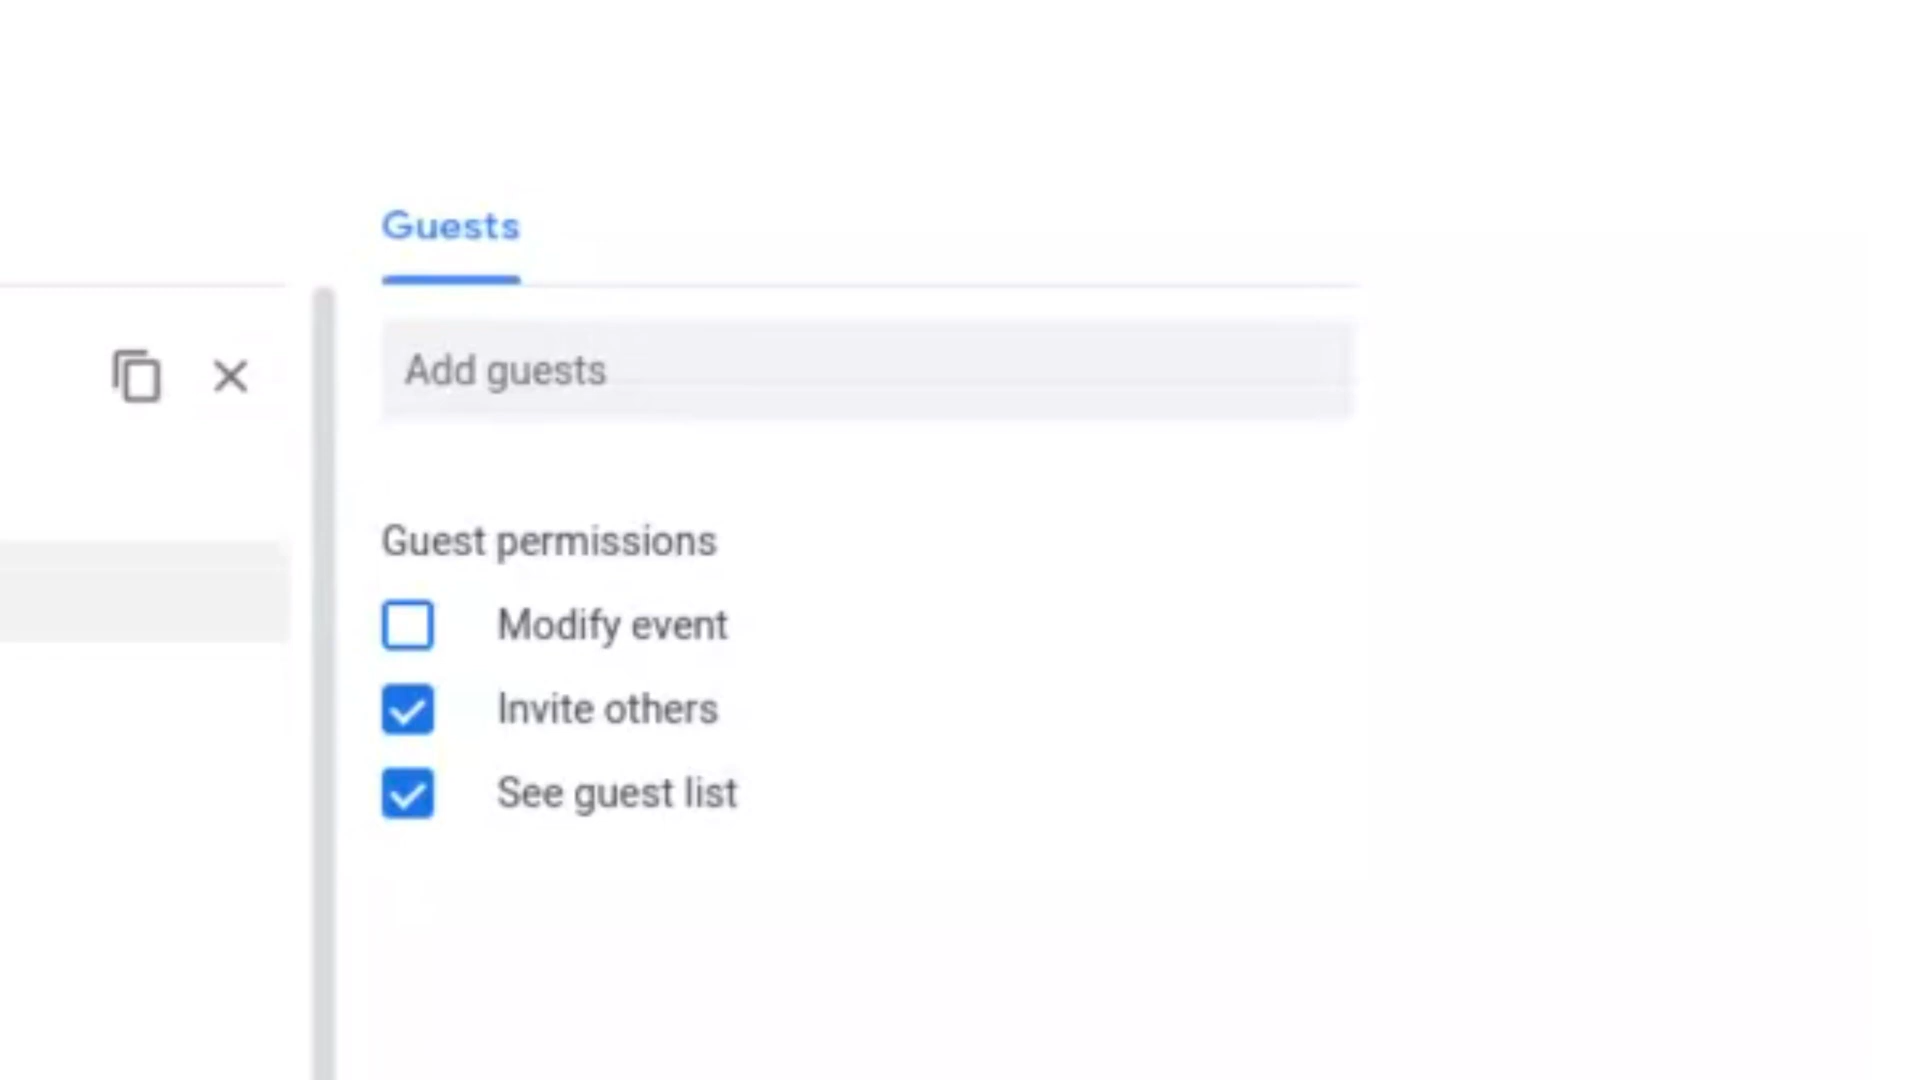 Guests
Add guests
Guest permissions
Modify event
Invite others
See guest list